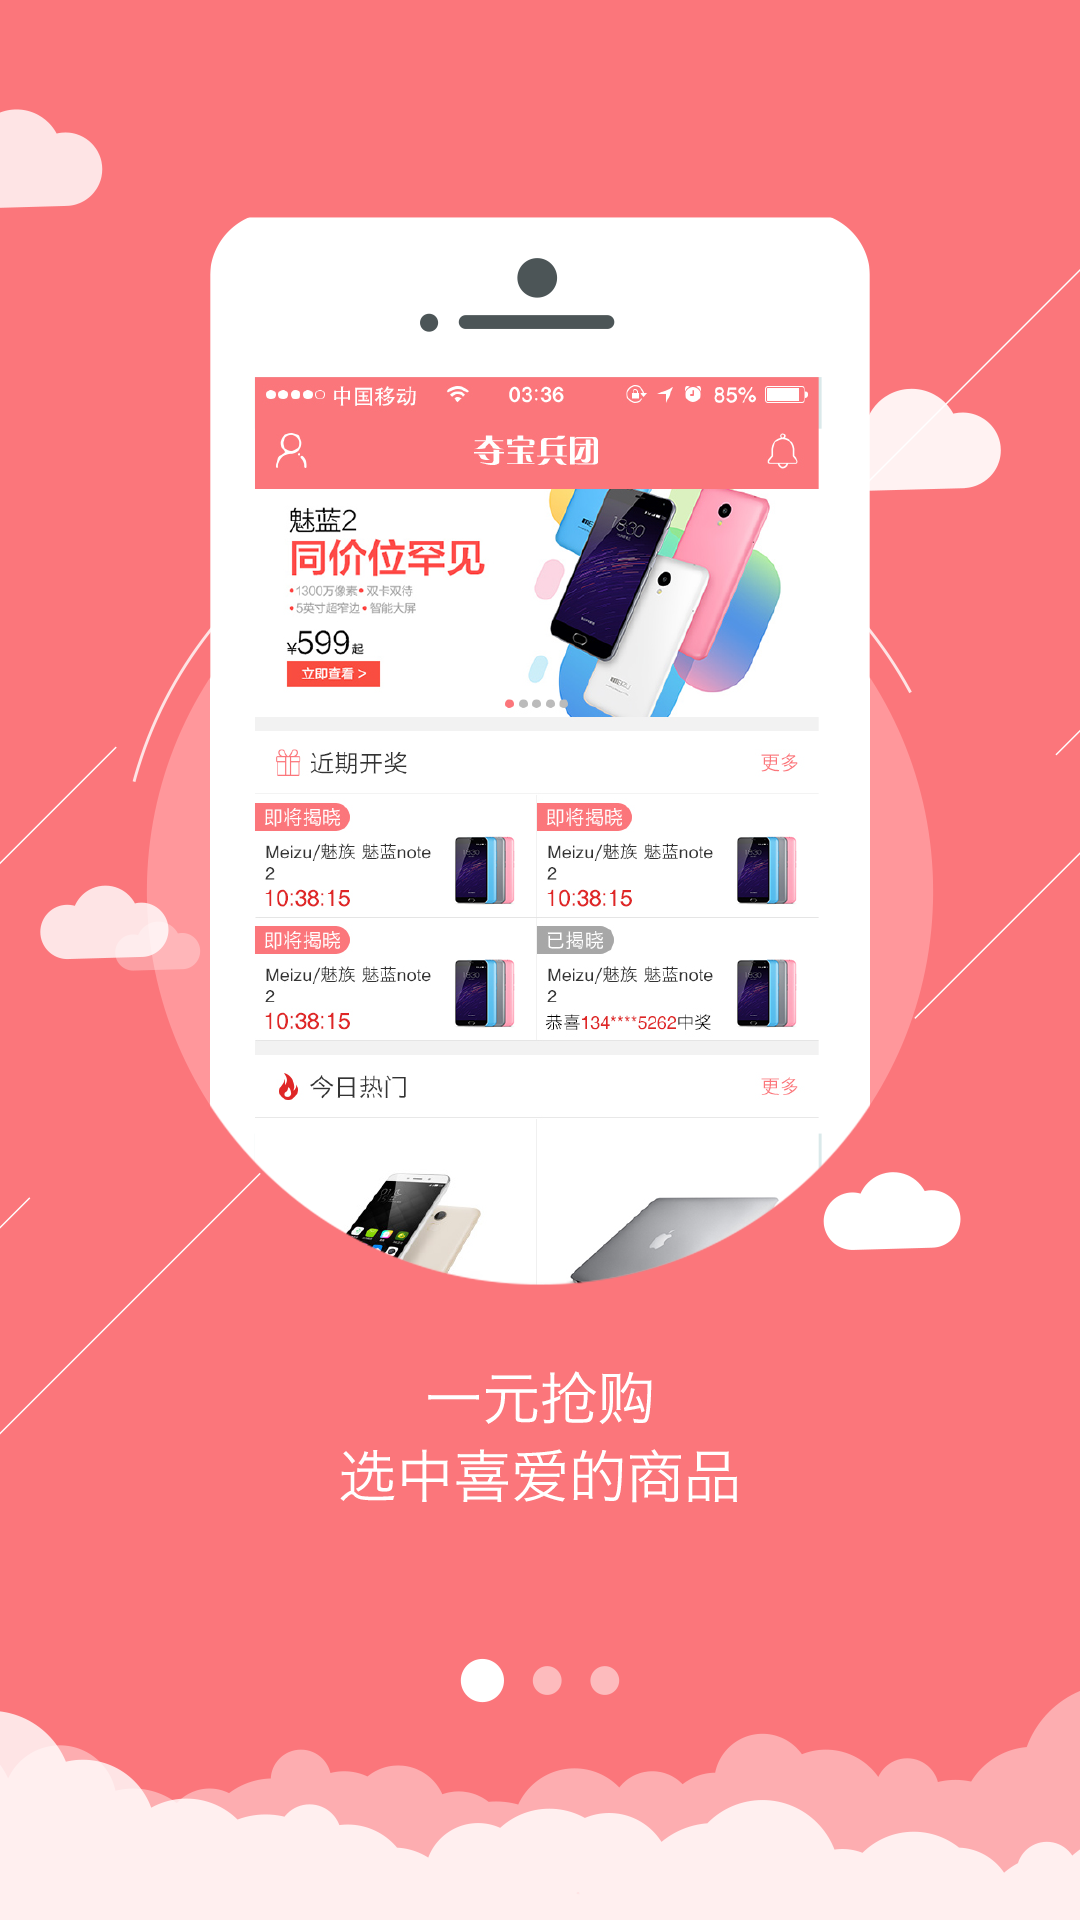 中国移动 03:36 85%
夺宝兵团
魅蓝2
同价位罕见
•1300万像素•双卡双待
•5英寸超窄边•智能大屏
¥599起
立即查看 >
近期开奖 更多
即将揭晓
Meizu/魅族 魅蓝note
2
10:38:15
即将揭晓
Meizu/魅族 魅蓝note
2
10:38:15
即将揭晓
Meizu/魅族 魅蓝note
2
10:38:15
已揭晓
Meizu/魅族 魅蓝note
2
恭喜134****5262中奖
今日热门 更多
一元抢购
选中喜爱的商品